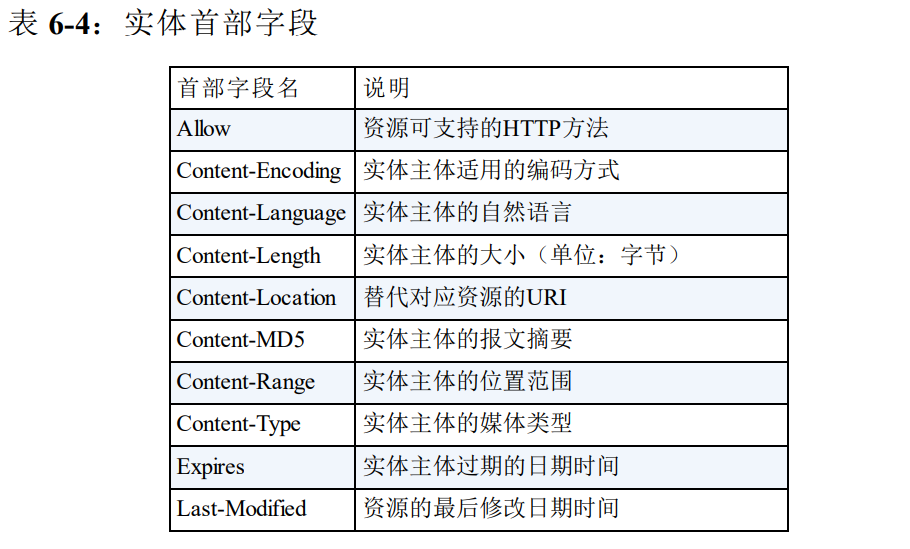 表 6-4：实体首部字段
首部字段名 说明
Allow 资源可支持的HTTP方法
Content-Encoding 实体主体适用的编码方式
Content-Language 实体主体的自然语言
Content-Length 实体主体的大小（单位：字节）
Content-Location 替代对应资源的URI
Content-MD5 实体主体的报文摘要
Content-Range 实体主体的位置范围
Content-Type 实体主体的媒体类型
Expires 实体主体过期的日期时间
Last-Modified 资源的最后修改日期时间